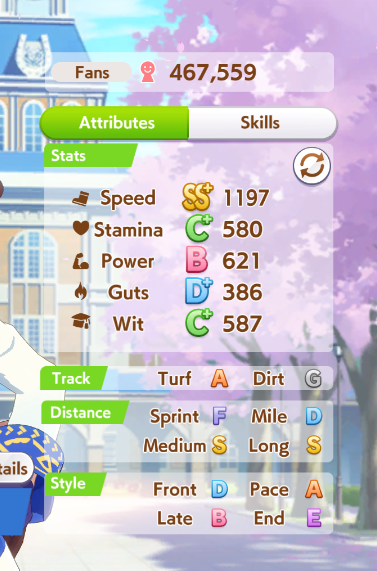 Fans 467,559
Attributes Skills
Stats
Speed SS+ 1197
Stamina C+ 580
Power B 621
Guts D+ 386
Wit C+ 587
Track Turf A Dirt G
Distance Sprint F Mile D
Medium S Long S
tails
Style Front D Pace A
Late B End E